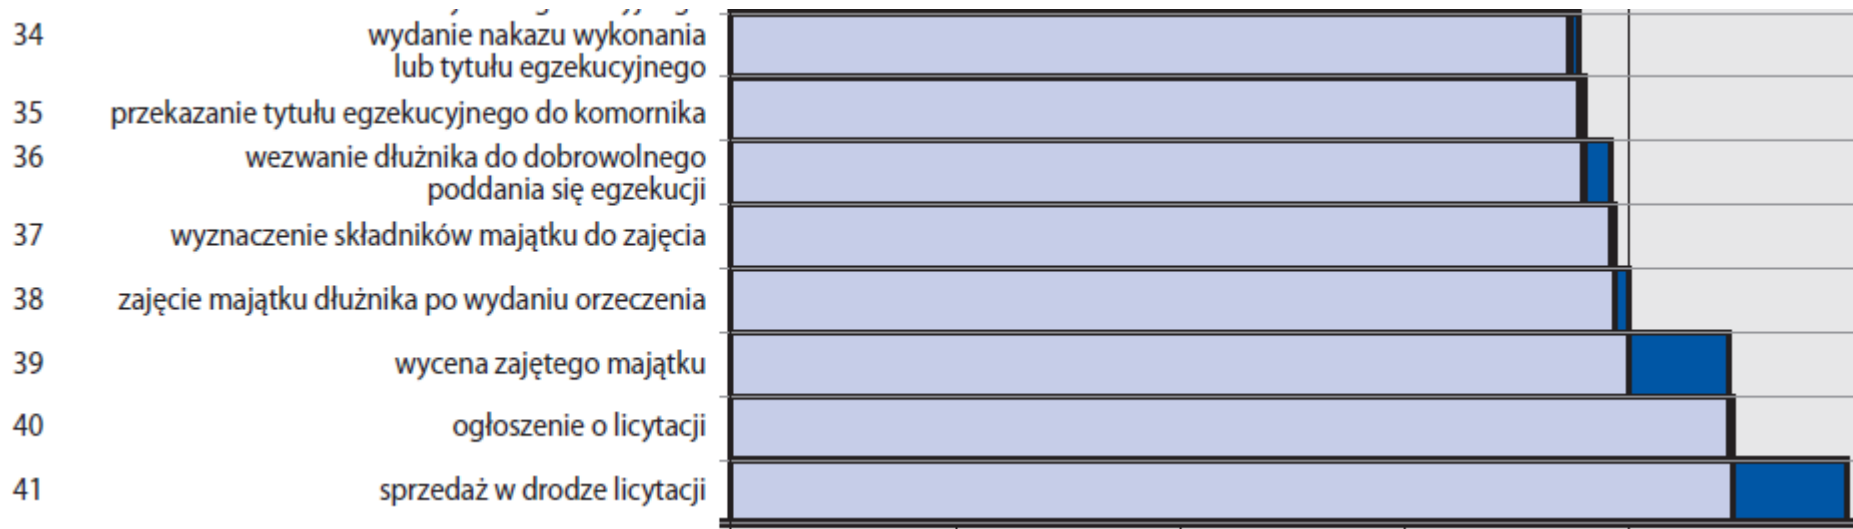 34 wydanie nakazu wykonania
lub tytułu egzekucyjnego
35 przekazanie tytułu egzekucyjnego do komornika
36 wezwanie dłużnika do dobrowolnego
poddania się egzekucji
37 wyznaczenie składników majątku do zajęcia
38 zajęcie majątku dłużnika po wydaniu orzeczenia
39 wycena zajętego majątku
40 ogłoszenie o licytacji
41 sprzedaż w drodze licytacji